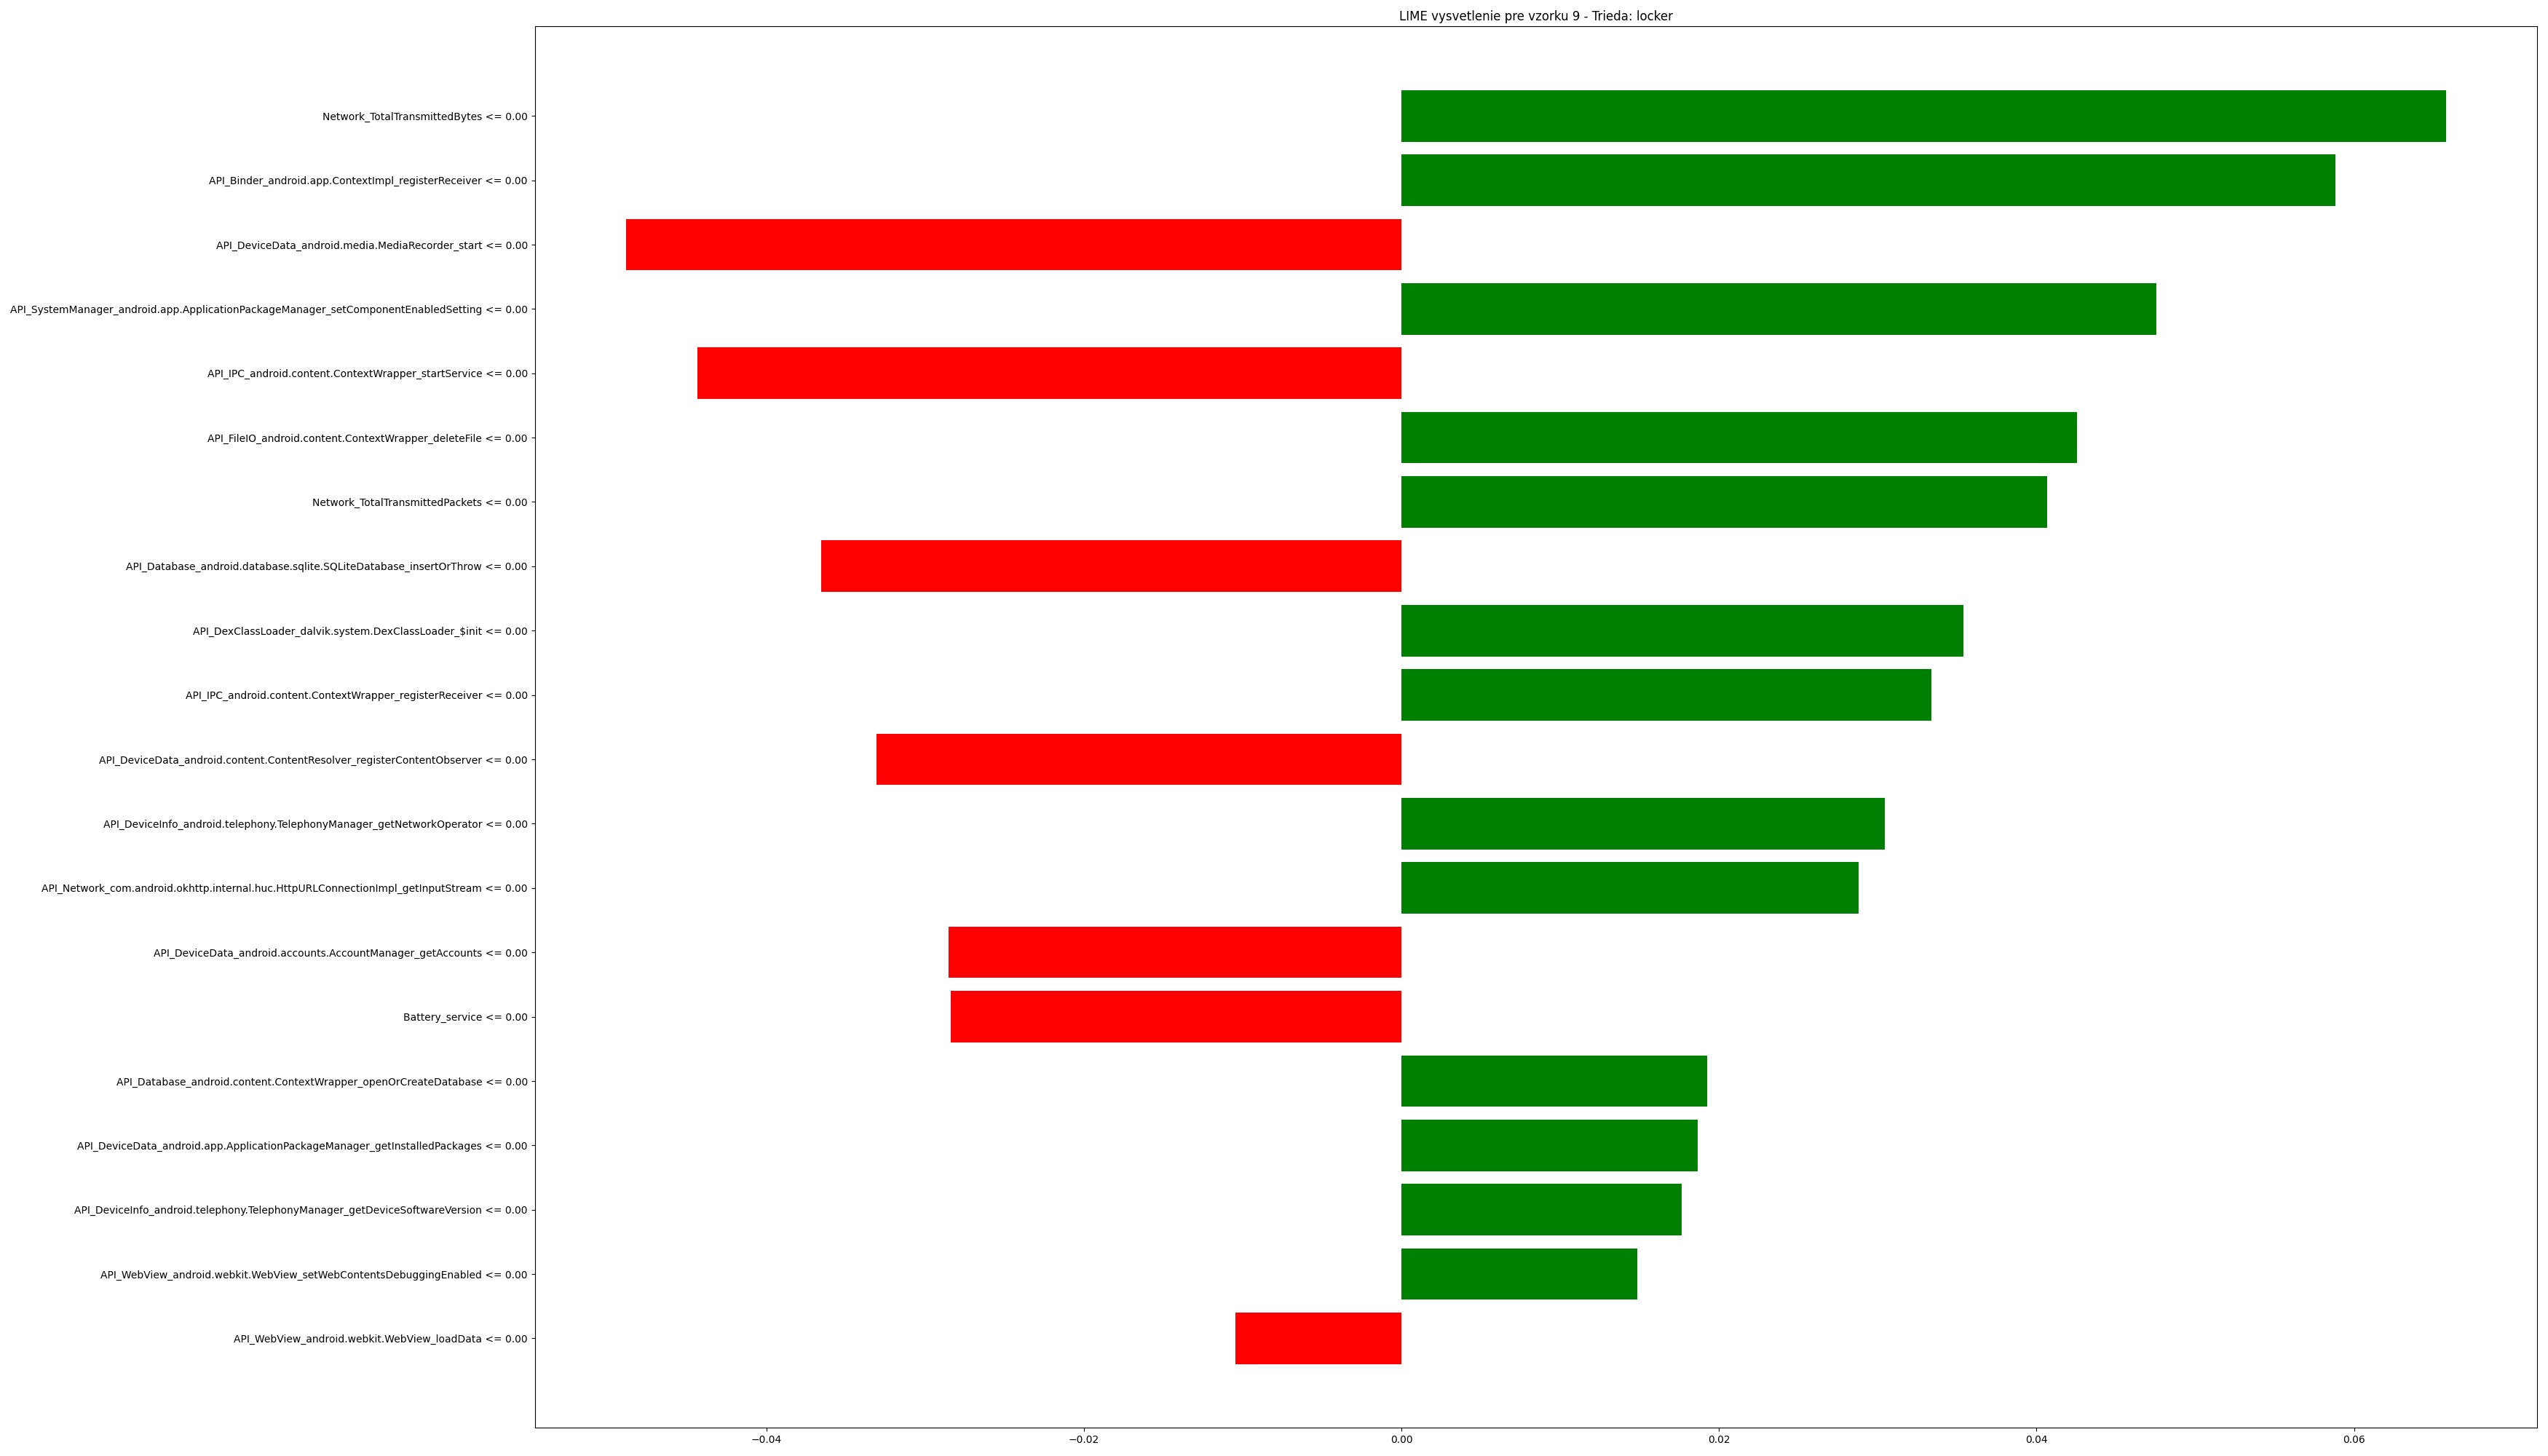 LIME vysvetlenie pre vzorku 9 - Trieda: locker
Network_TotalTransmittedBytes <= 0.00
API_Binder_android.app.ContextImpl_registerReceiver <= 0.00
API_DeviceData_android.media.MediaRecorder_start <= 0.00
API_SystemManager_android.app.ApplicationPackageManager_setComponentEnabledSetting <= 0.00
API_IPC_android.content.ContextWrapper_startService <= 0.00
API_FileIO_android.content.ContextWrapper_deleteFile <= 0.00
Network_TotalTransmittedPackets <= 0.00
API_Database_android.database.sqlite.SQLiteDatabase_insertOrThrow <= 0.00
API_DexClassLoader_dalvik.system.DexClassLoader_$init <= 0.00
API_IPC_android.content.ContextWrapper_registerReceiver <= 0.00
API_DeviceData_android.content.ContentResolver_registerContentObserver <= 0.00
API_DeviceInfo_android.telephony.TelephonyManager_getNetworkOperator <= 0.00
API_Network_com.android.okhttp.internal.huc.HttpURLConnectionImpl_getInputStream <= 0.00
API_DeviceData_android.accounts.AccountManager_getAccounts <= 0.00
Battery_service <= 0.00
API_Database_android.content.ContextWrapper_openOrCreateDatabase <= 0.00
API_DeviceData_android.app.ApplicationPackageManager_getInstalledPackages <= 0.00
API_DeviceInfo_android.telephony.TelephonyManager_getDeviceSoftwareVersion <= 0.00
API_WebView_android.webkit.WebView_setWebContentsDebuggingEnabled <= 0.00
API_WebView_android.webkit.WebView_loadData <= 0.00
−0.04 −0.02 0.00 0.02 0.04 0.06